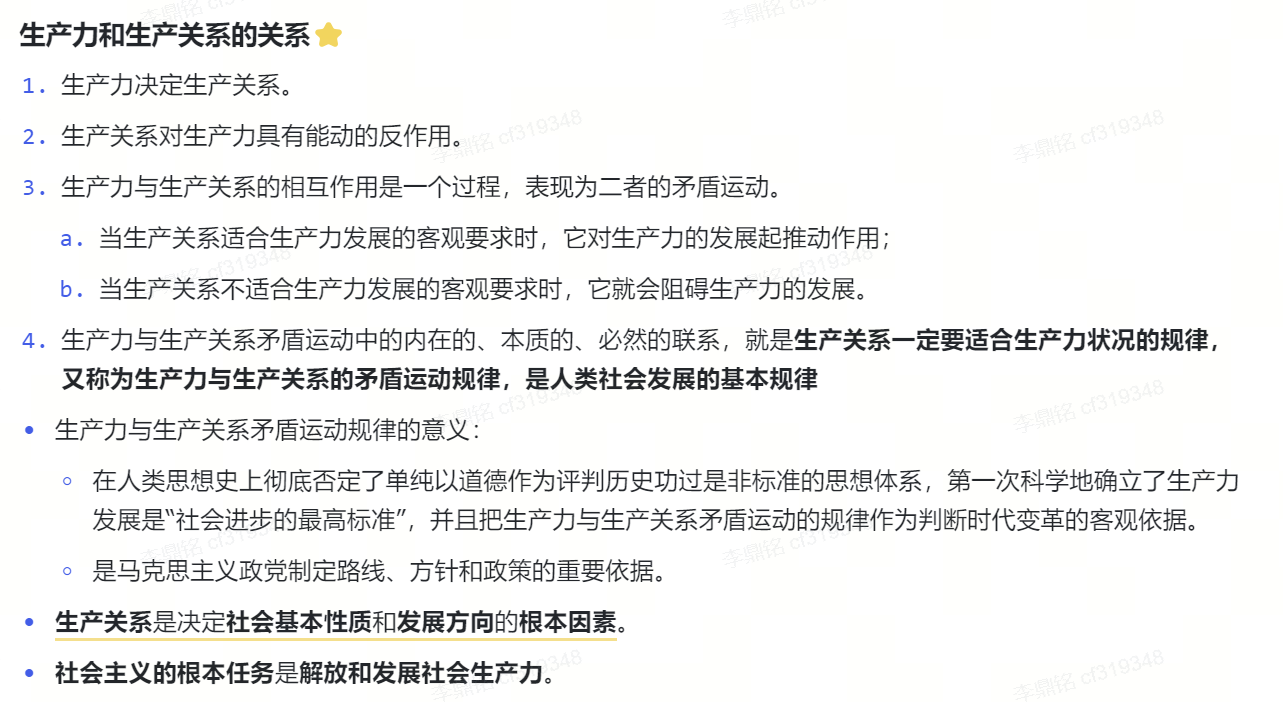 生产力和生产关系的关系
1. 生产力决定生产关系。
2. 生产关系对生产力具有能动的反作用。
3. 生产力与生产关系的相互作用是一个过程，表现为二者的矛盾运动。
a. 当生产关系适合生产力发展的客观要求时，它对生产力的发展起推动作用；
b. 当生产关系不适合生产力发展的客观要求时，它就会阻碍生产力的发展。
4. 生产力与生产关系矛盾运动中的内在的、本质的、必然的联系，就是生产关系一定要适合生产力状况的规律，
又称为生产力与生产关系的矛盾运动规律，是人类社会发展的基本规律
• 生产力与生产关系矛盾运动规律的意义：
◦ 在人类思想史上彻底否定了单纯以道德作为评判历史功过是非标准的思想体系，第一次科学地确立了生产力
发展是“社会进步的最高标准”，并且把生产力与生产关系矛盾运动的规律作为判断时代变革的客观依据。
◦ 是马克思主义政党制定路线、方针和政策的重要依据。
• 生产关系是决定社会基本性质和发展方向的根本因素。
• 社会主义的根本任务是解放和发展社会生产力。
李鼎铭 cf319348